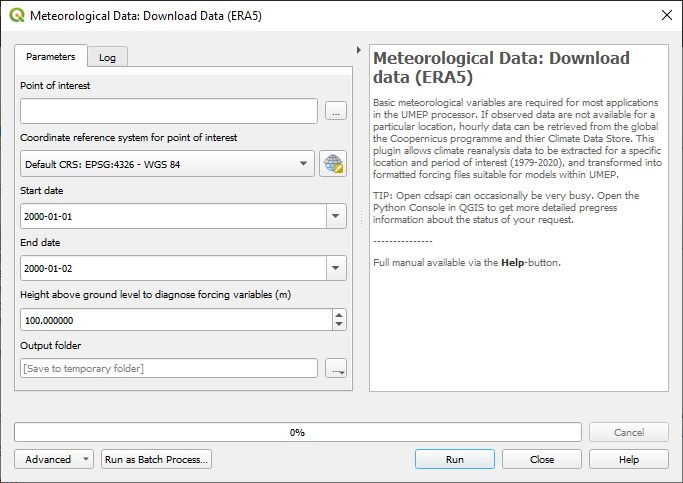 Meteorological Data: Download Data (ERA5)
Parameters
Log
Point of interest
...
Coordinate reference system for point of interest
Default CRS: EPSG:4326 - WGS 84
Start date
2000-01-01
End date
2000-01-02
Height above ground level to diagnose forcing variables (m)
100.000000
Output folder
[Save to temporary folder]
...
Meteorological Data: Download
data (ERA5)
Basic meteorological variables are required for most applications
in the UMEP processor. If observed data are not available for a
particular location, hourly data can be retrieved from the global
the Coopernicus programme and thier Climate Data Store. This
plugin allows climate reanalysis data to be extracted for a specific
location and period of interest (1979-2020), and transformed into
formatted forcing files suitable for models within UMEP.
TIP: Open cdsapi can occasionally be very busy. Open the
Python Console in QGIS to get more detailed pregress
information about the status of your request.
---------------
Full manual available via the Help-button.
0%
Cancel
Advanced
Run as Batch Process...
Run
Close
Help